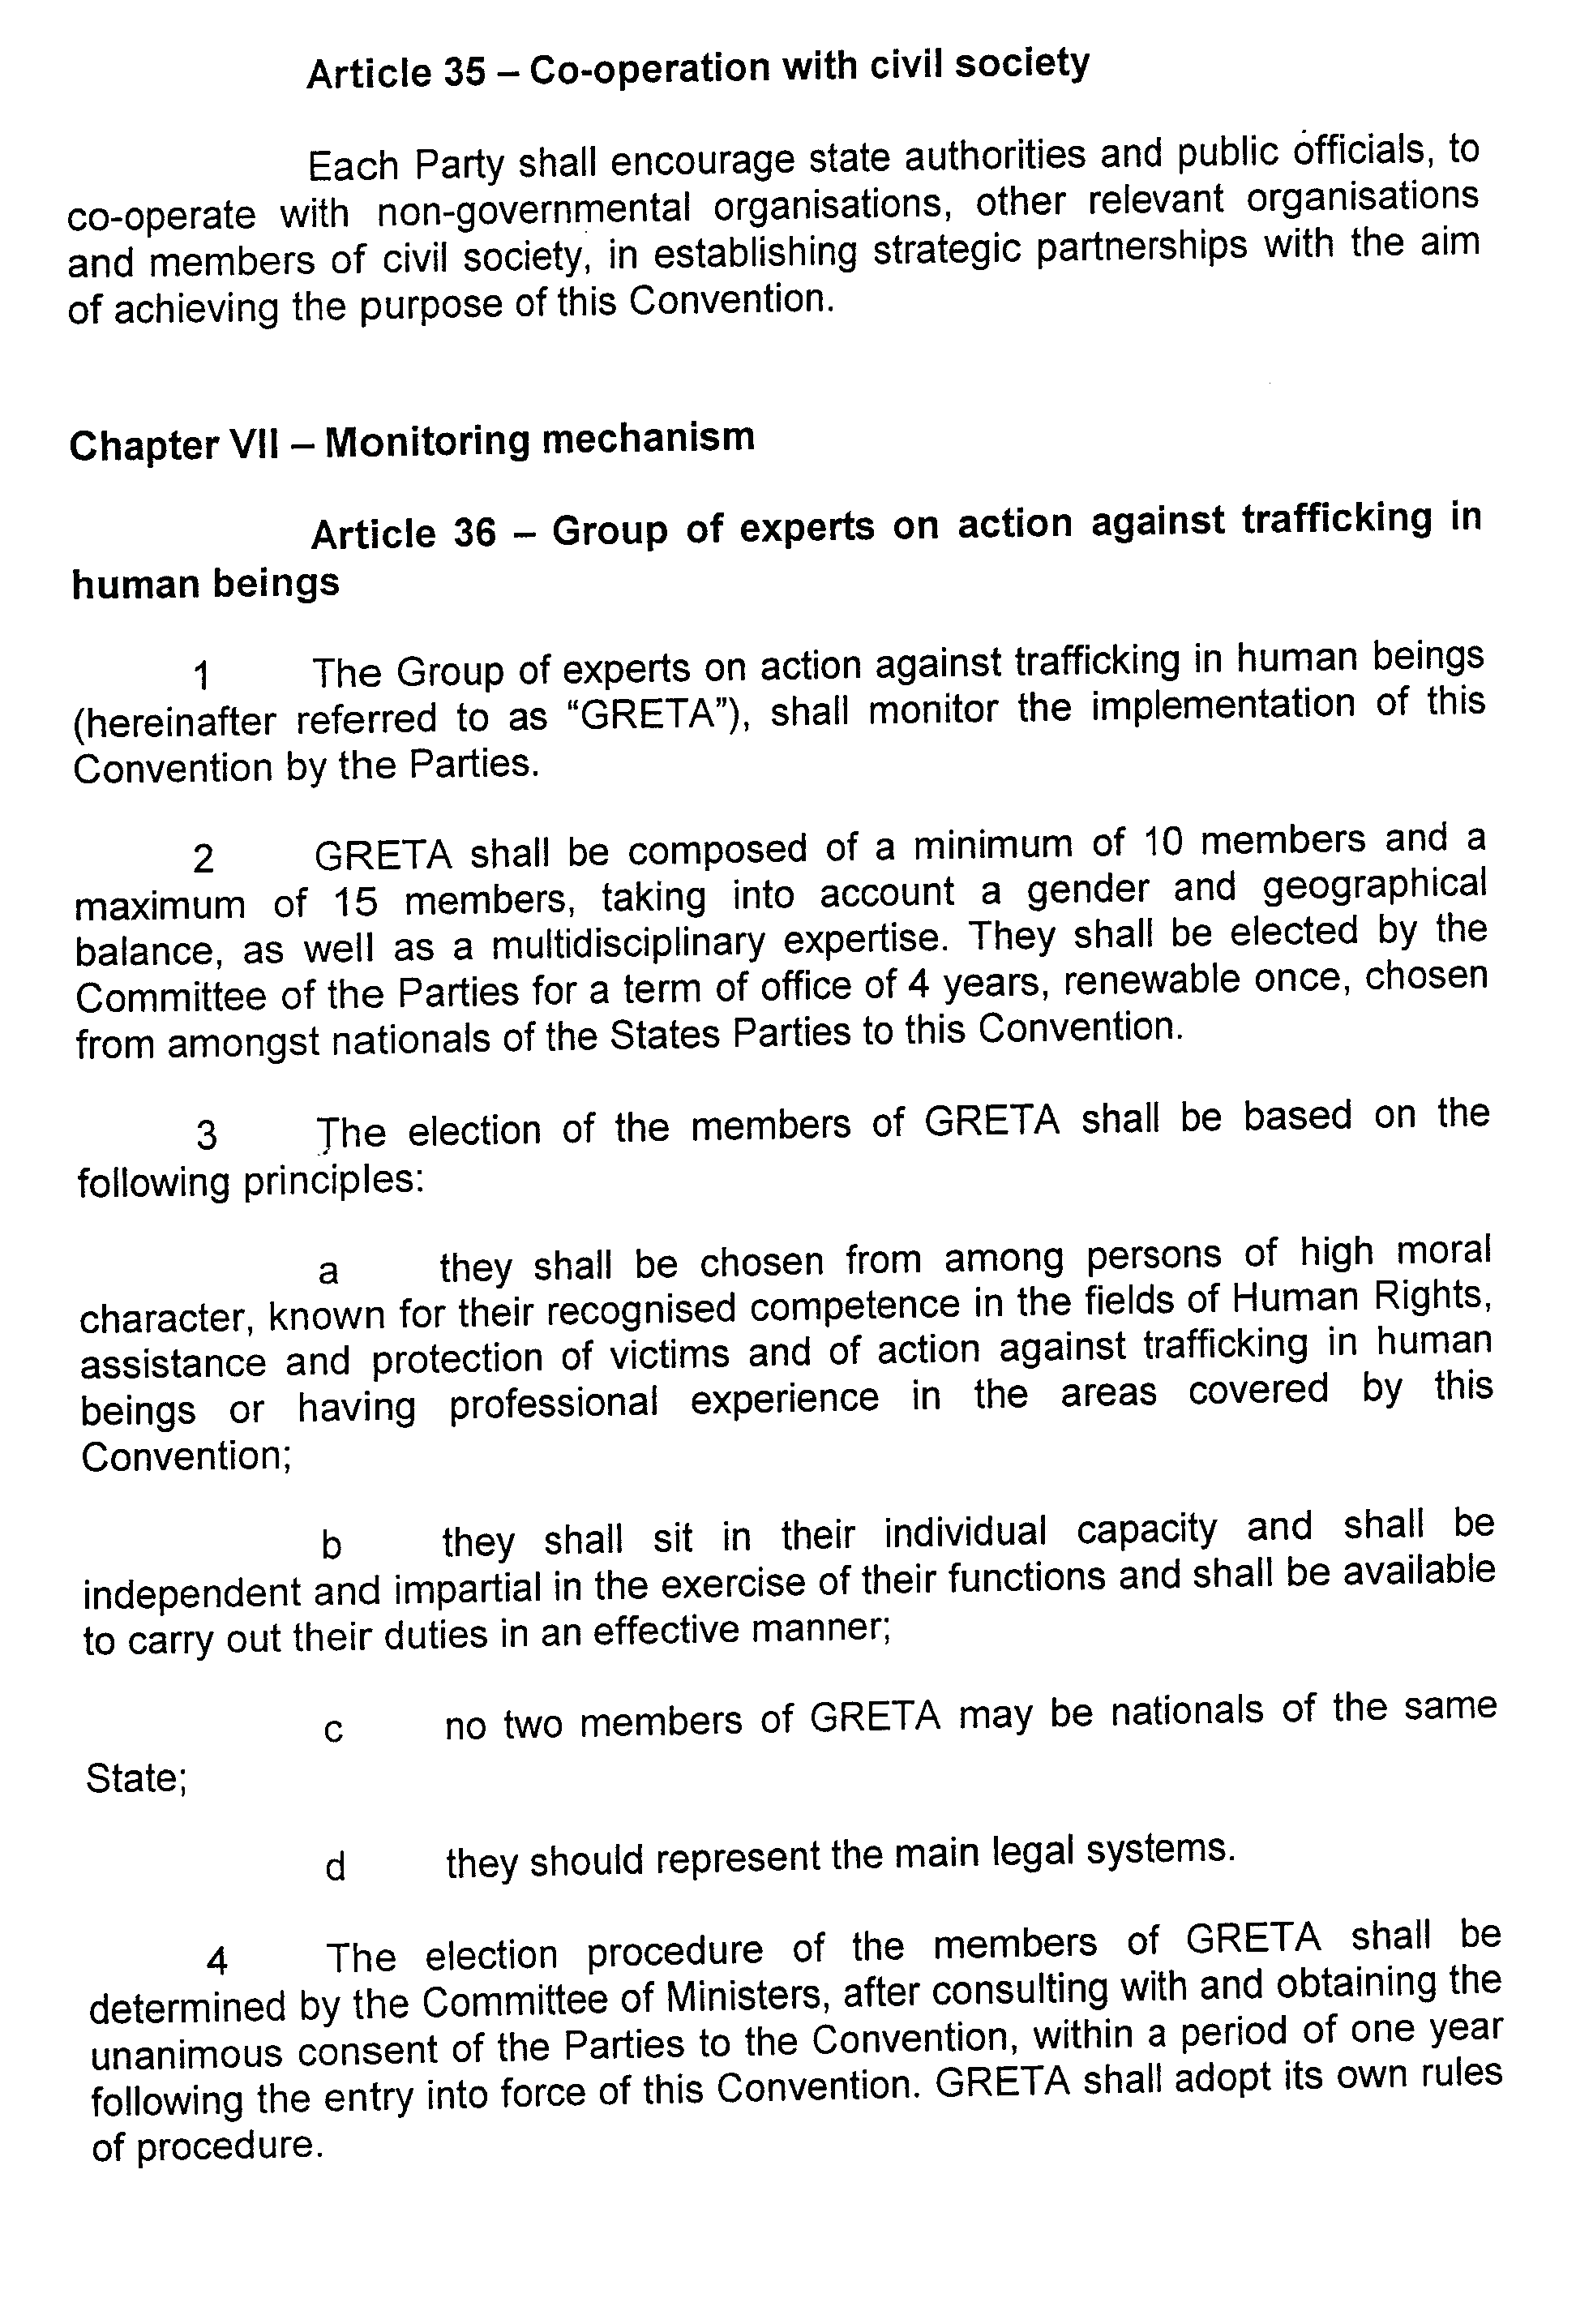 Article 35 – Co-operation with civil society
Each Party shall encourage state authorities and public officials, to
co-operate with non-governmental organisations, other relevant organisations
and members of civil society, in establishing strategic partnerships with the aim
of achieving the purpose of this Convention.
Chapter VII – Monitoring mechanism
Article 36 – Group of experts on action against trafficking in
human beings
1 The Group of experts on action against trafficking in human beings
(hereinafter referred to as “GRETA”), shall monitor the implementation of this
Convention by the Parties.
2 GRETA shall be composed of a minimum of 10 members and a
maximum of 15 members, taking into account a gender and geographical
balance, as well as a multidisciplinary expertise. They shall be elected by the
Committee of the Parties for a term of office of 4 years, renewable once, chosen
from amongst nationals of the States Parties to this Convention.
3 The election of the members of GRETA shall be based on the
following principles:
a they shall be chosen from among persons of high moral
character, known for their recognised competence in the fields of Human Rights,
assistance and protection of victims and of action against trafficking in human
beings or having professional experience in the areas covered by this
Convention;
b they shall sit in their individual capacity and shall be
independent and impartial in the exercise of their functions and shall be available
to carry out their duties in an effective manner;
c no two members of GRETA may be nationals of the same
State;
d they should represent the main legal systems.
4 The election procedure of the members of GRETA shall be
determined by the Committee of Ministers, after consulting with and obtaining the
unanimous consent of the Parties to the Convention, within a period of one year
following the entry into force of this Convention. GRETA shall adopt its own rules
of procedure.